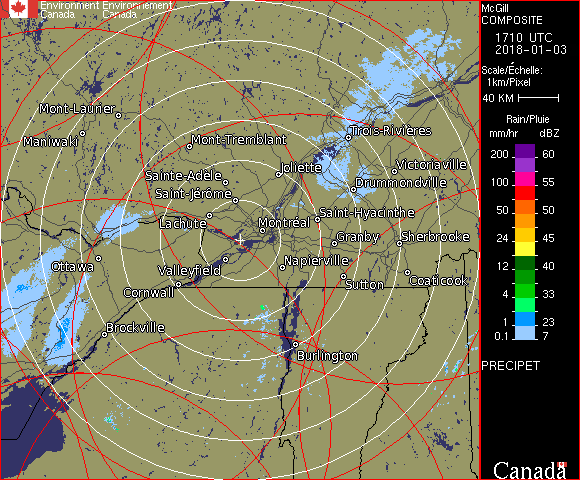 Environment Environnement
Canada Canada
McGill
COMPOSITE
1710 UTC
2018-01-03
Scale/Échelle:
1km/Pixel
40 KM
Rain/Pluie
mm/hr dBZ
200 60
100 55
50 50
24 45
12 40
4 33
1 23
0.1 7
PRECIPET
Canada
Mont-Laurier
Maniwaki
Mont-Tremblant
Trois-Rivières
Joliette
Victoriaville
Sainte-Adèle
Drummondville
Saint-Jérôme
Lachute
Saint-Hyacinthe
Montréal
Granby
Sherbrooke
Ottawa
Valleyfield
Napierville
Cornwall
Sutton
Coaticook
Brockville
Burlington